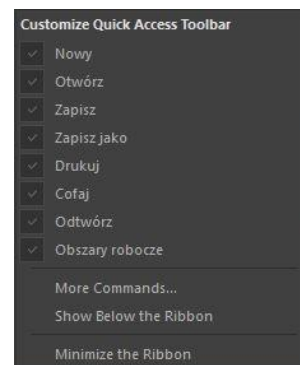 Customize Quick Access Toolbar
Nowy
Otwórz
Zapisz
Zapisz jako
Drukuj
Cofaj
Odtwórz
Obszary robocze
More Commands...
Show Below the Ribbon
Minimize the Ribbon